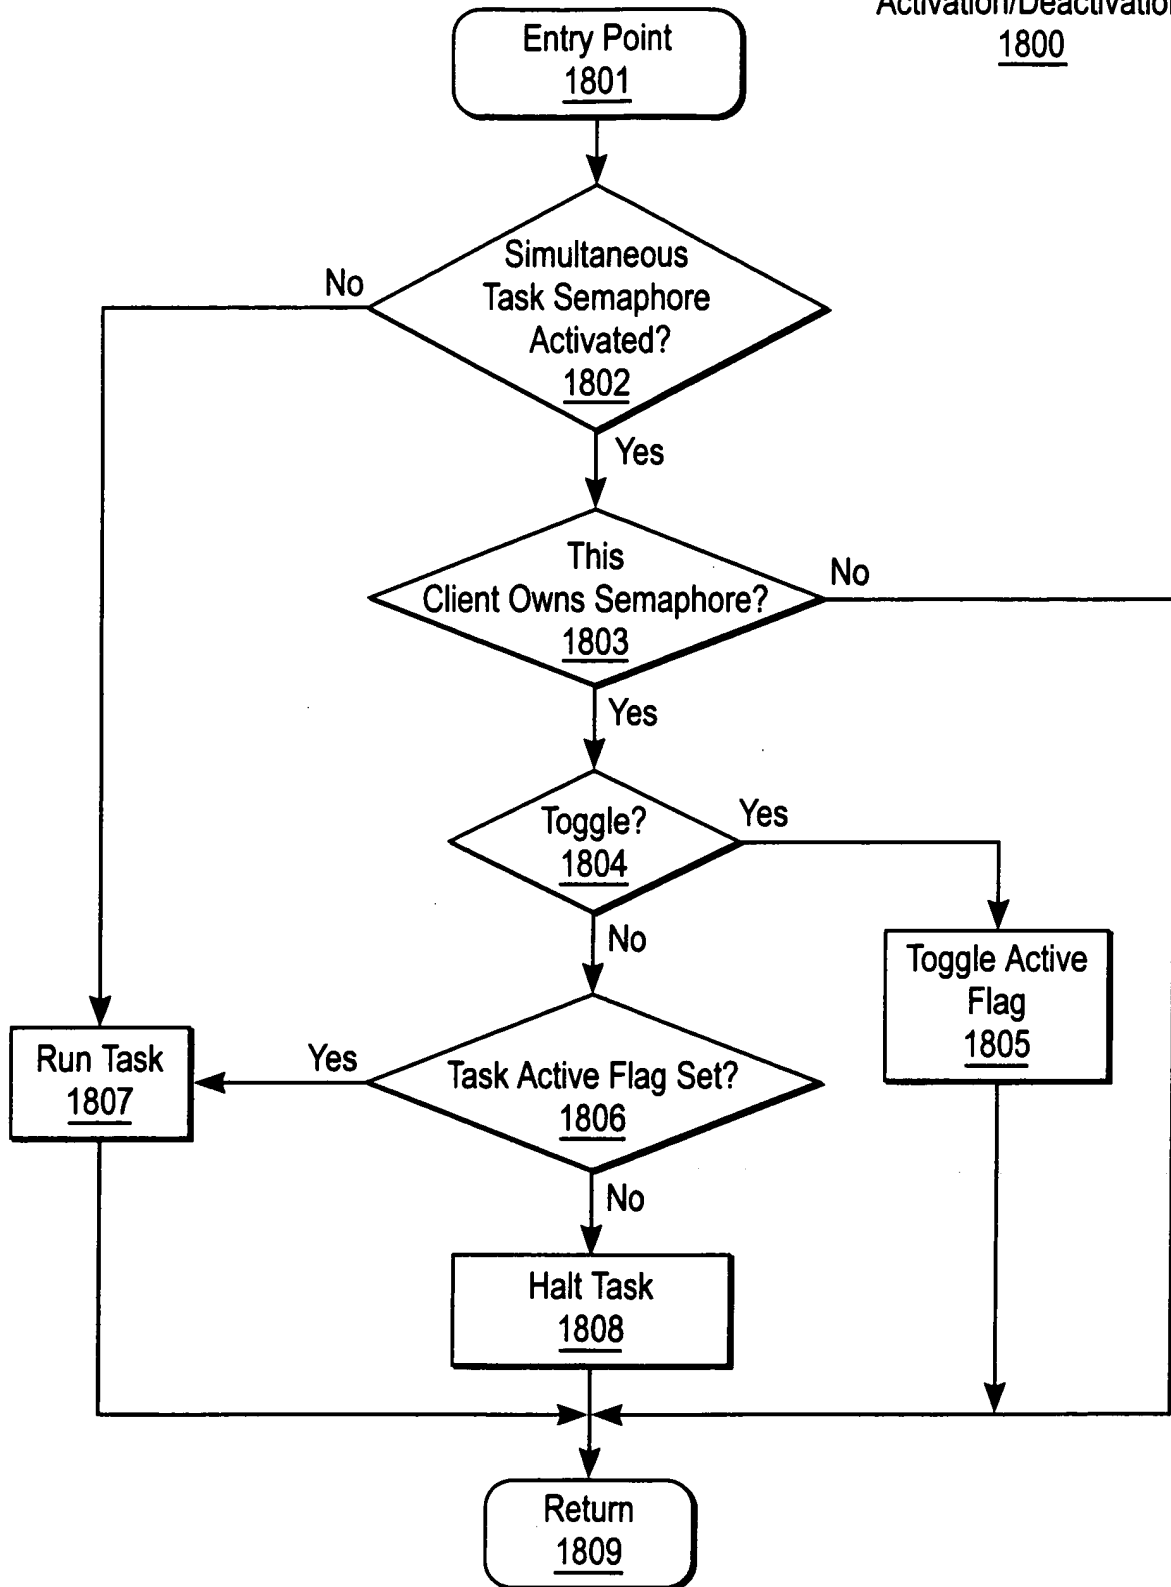 Activation/Deactivation
1800
Entry Point
1801
Simultaneous
Task Semaphore
Activated?
1802
No
Yes
This
Client Owns Semaphore?
1803
No
Yes
Toggle?
1804
Yes
No
Toggle Active
Flag
1805
Task Active Flag Set?
1806
Yes
Run Task
1807
No
Halt Task
1808
Return
1809